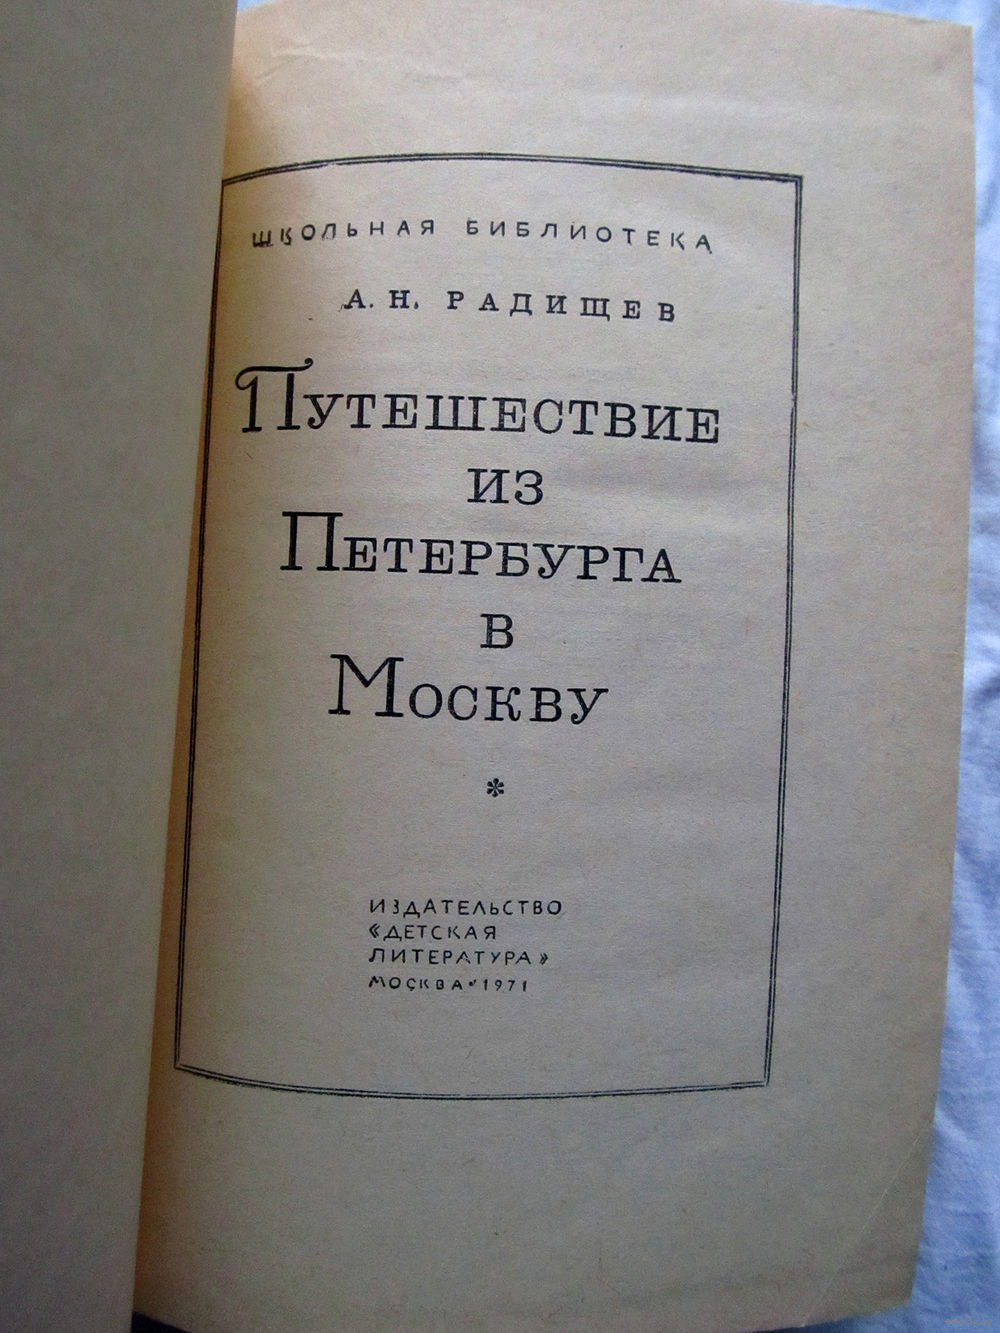 ШКОЛЬНАЯ БИБЛИОТЕКА
А. Н. РАДИЩЕВ
ПУТЕШЕСТВИЕ
ИЗ
ПЕТЕРБУРГА
В
МОСКВУ
*
ИЗДАТЕЛЬСТВО
«ДЕТСКАЯ
ЛИТЕРАТУРА»
МОСКВА • 1971